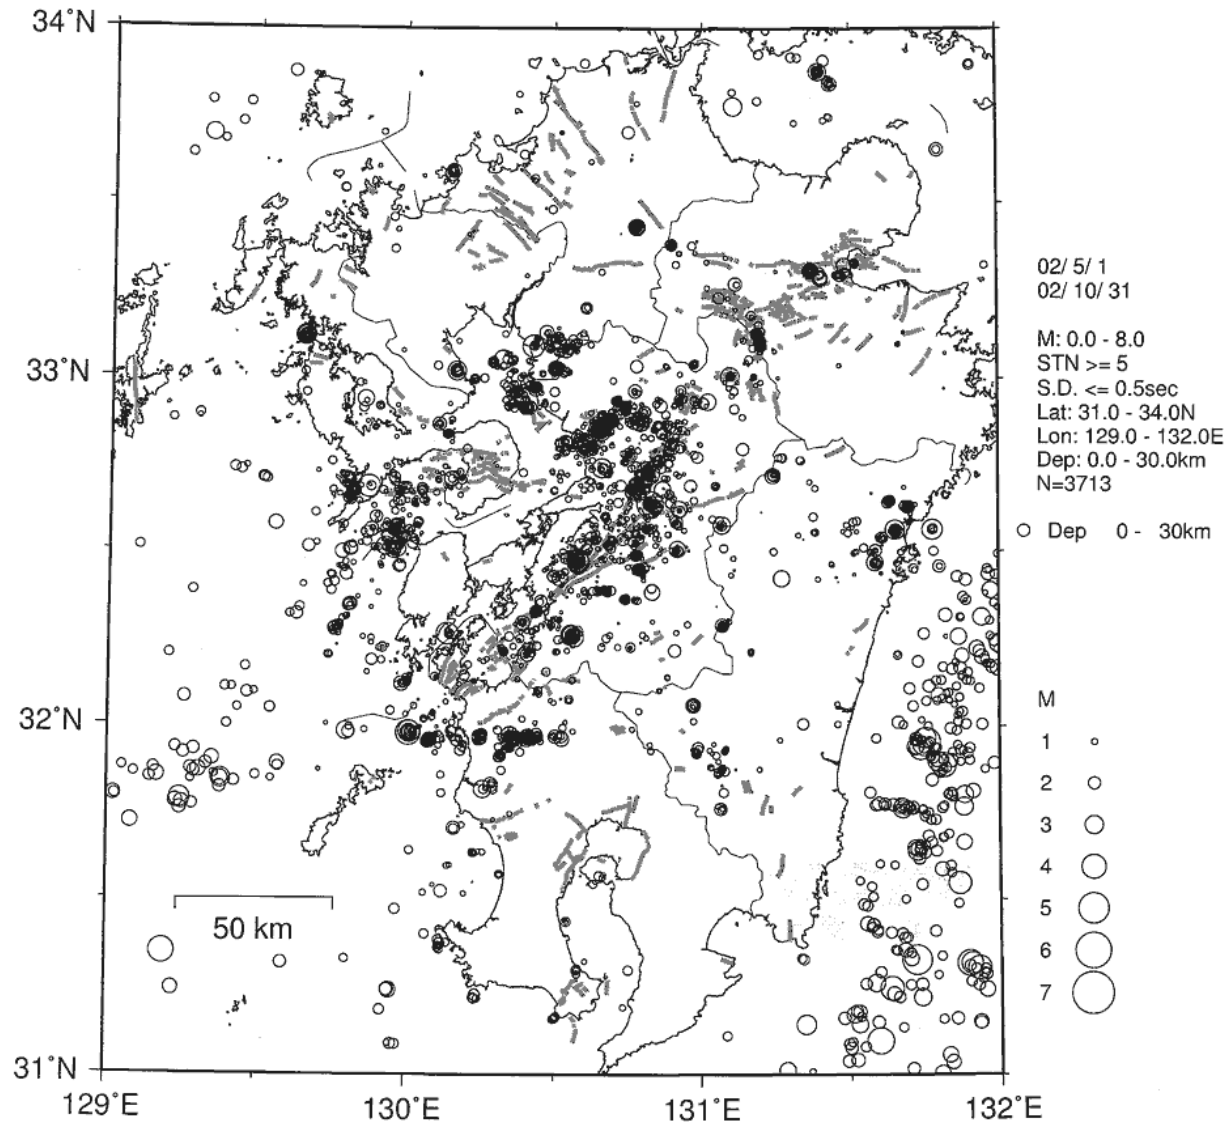 34°N
02/ 5/ 1
02/ 10/ 31
M: 0.0 - 8.0
STN >= 5
S.D. <= 0.5sec
Lat: 31.0 - 34.0N
Lon: 129.0 - 132.0E
Dep: 0.0 - 30.0km
N=3713
33°N
Dep 0 - 30km
32°N
M
1
2
3
4
5
6
7
50 km
31°N
129°E 130°E 131°E 132°E